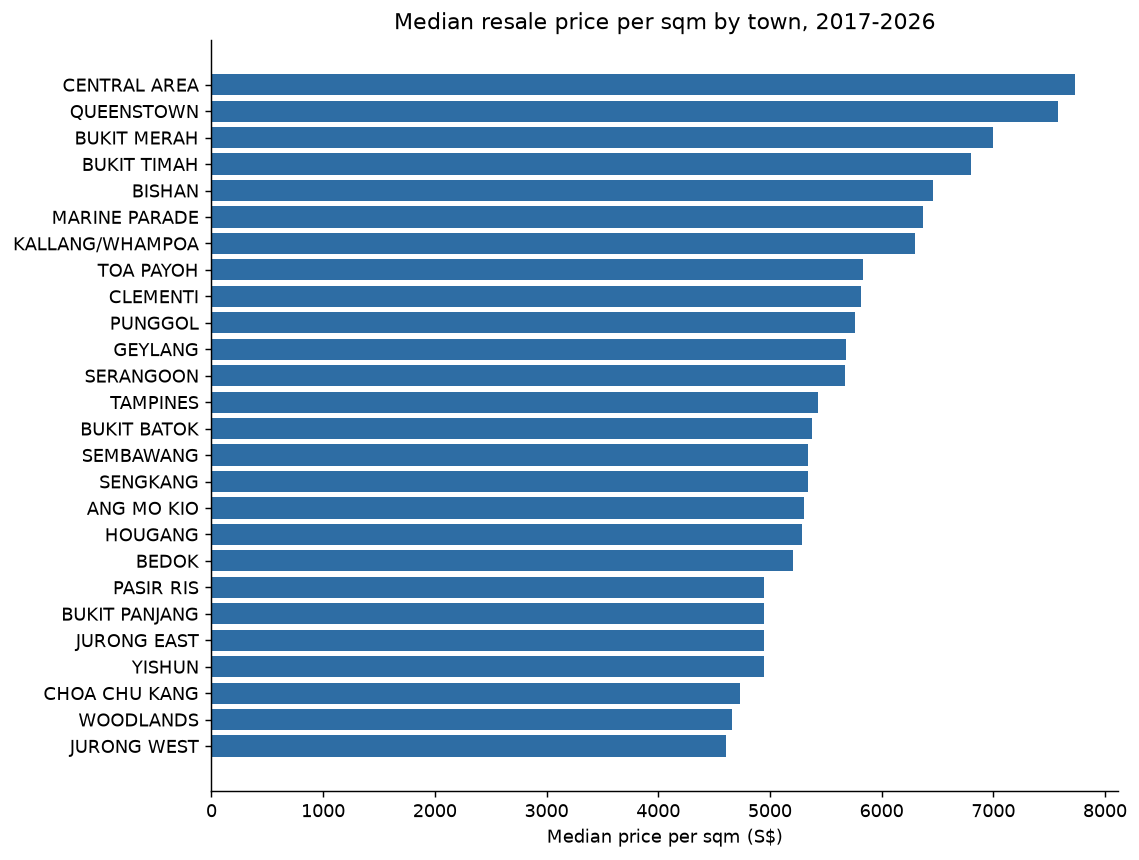 Median resale price per sqm by town, 2017-2026
CENTRAL AREA
QUEENSTOWN
BUKIT MERAH
BUKIT TIMAH
BISHAN
MARINE PARADE
KALLANG/WHAMPOA
TOA PAYOH
CLEMENTI
PUNGGOL
GEYLANG
SERANGOON
TAMPINES
BUKIT BATOK
SEMBAWANG
SENGKANG
ANG MO KIO
HOUGANG
BEDOK
PASIR RIS
BUKIT PANJANG
JURONG EAST
YISHUN
CHOA CHU KANG
WOODLANDS
JURONG WEST
0 1000 2000 3000 4000 5000 6000 7000 8000
Median price per sqm (S$)